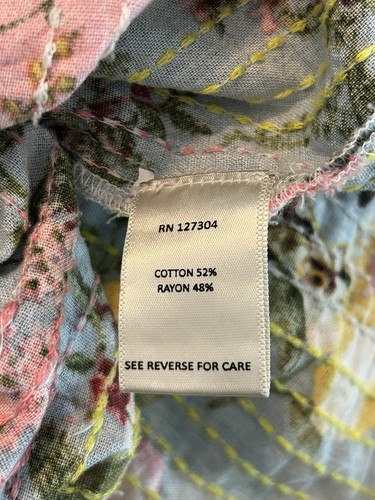 RN 127304
COTTON 52%
RAYON 48%
SEE REVERSE FOR CARE